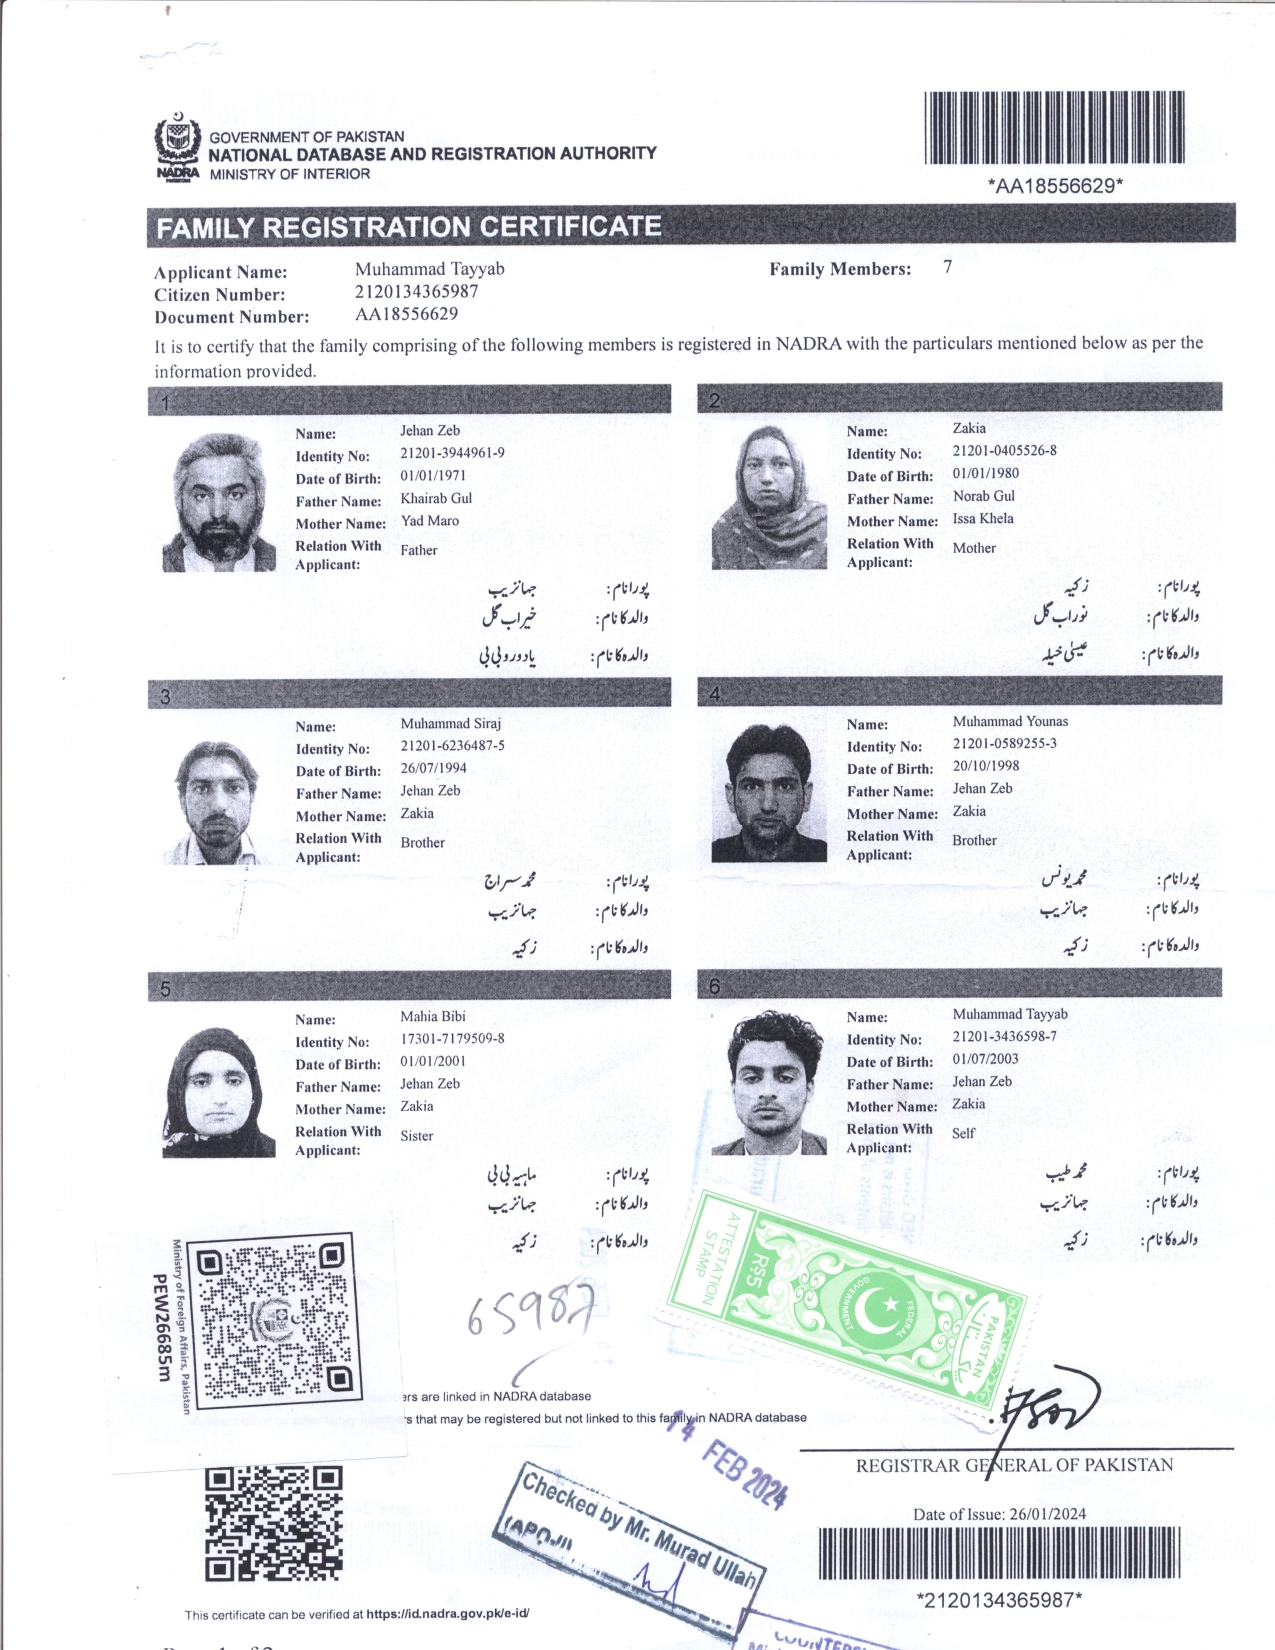 GOVERNMENT OF PAKISTAN
NATIONAL DATABASE AND REGISTRATION AUTHORITY
MINISTRY OF INTERIOR
NADRA
*AA18556629*
FAMILY REGISTRATION CERTIFICATE
Applicant Name: Muhammad Tayyab
Family Members: 7
Citizen Number: 2120134365987
Document Number: AA18556629
It is to certify that the family comprising of the following members is registered in NADRA with the particulars mentioned below as per the
information provided.
1
Name: Jehan Zeb
Identity No: 21201-3944961-9
Date of Birth: 01/01/1971
Father Name: Khairab Gul
Mother Name: Yad Maro
Relation With Applicant: Father
پورا نام: جہانزیب
والد کا نام: خیراب گل
والدہ کا نام: یادورو بی بی
2
Name: Zakia
Identity No: 21201-0405526-8
Date of Birth: 01/01/1980
Father Name: Norab Gul
Mother Name: Issa Khela
Relation With Applicant: Mother
پورا نام: زکیہ
والد کا نام: نوراب گل
والدہ کا نام: عیسیٰ خیلہ
3
Name: Muhammad Siraj
Identity No: 21201-6236487-5
Date of Birth: 26/07/1994
Father Name: Jehan Zeb
Mother Name: Zakia
Relation With Applicant: Brother
پورا نام: محمد سراج
والد کا نام: جہانزیب
والدہ کا نام: زکیہ
4
Name: Muhammad Younas
Identity No: 21201-0589255-3
Date of Birth: 20/10/1998
Father Name: Jehan Zeb
Mother Name: Zakia
Relation With Applicant: Brother
پورا نام: محمد یونس
والد کا نام: جہانزیب
والدہ کا نام: زکیہ
5
Name: Mahia Bibi
Identity No: 17301-7179509-8
Date of Birth: 01/01/2001
Father Name: Jehan Zeb
Mother Name: Zakia
Relation With Applicant: Sister
پورا نام: ماہیہ بی بی
والد کا نام: جہانزیب
والدہ کا نام: زکیہ
6
Name: Muhammad Tayyab
Identity No: 21201-3436598-7
Date of Birth: 01/07/2003
Father Name: Jehan Zeb
Mother Name: Zakia
Relation With Applicant: Self
پورا نام: محمد طیب
والد کا نام: جہانزیب
والدہ کا نام: زکیہ
Ministry of Foreign Affairs, Pakistan
PEW26685m
65987
ATTESTATION
STAMP
RS5
FEDERAL
GOVERNMENT
PAKISTAN
are linked in NADRA database
that may be registered but not linked to this family in NADRA database
14 FEB 2024
Checked by Mr. Murad Ullah
REGISTRAR GENERAL OF PAKISTAN
Date of Issue: 26/01/2024
*2120134365987*
This certificate can be verified at https://id.nadra.gov.pk/e-id/